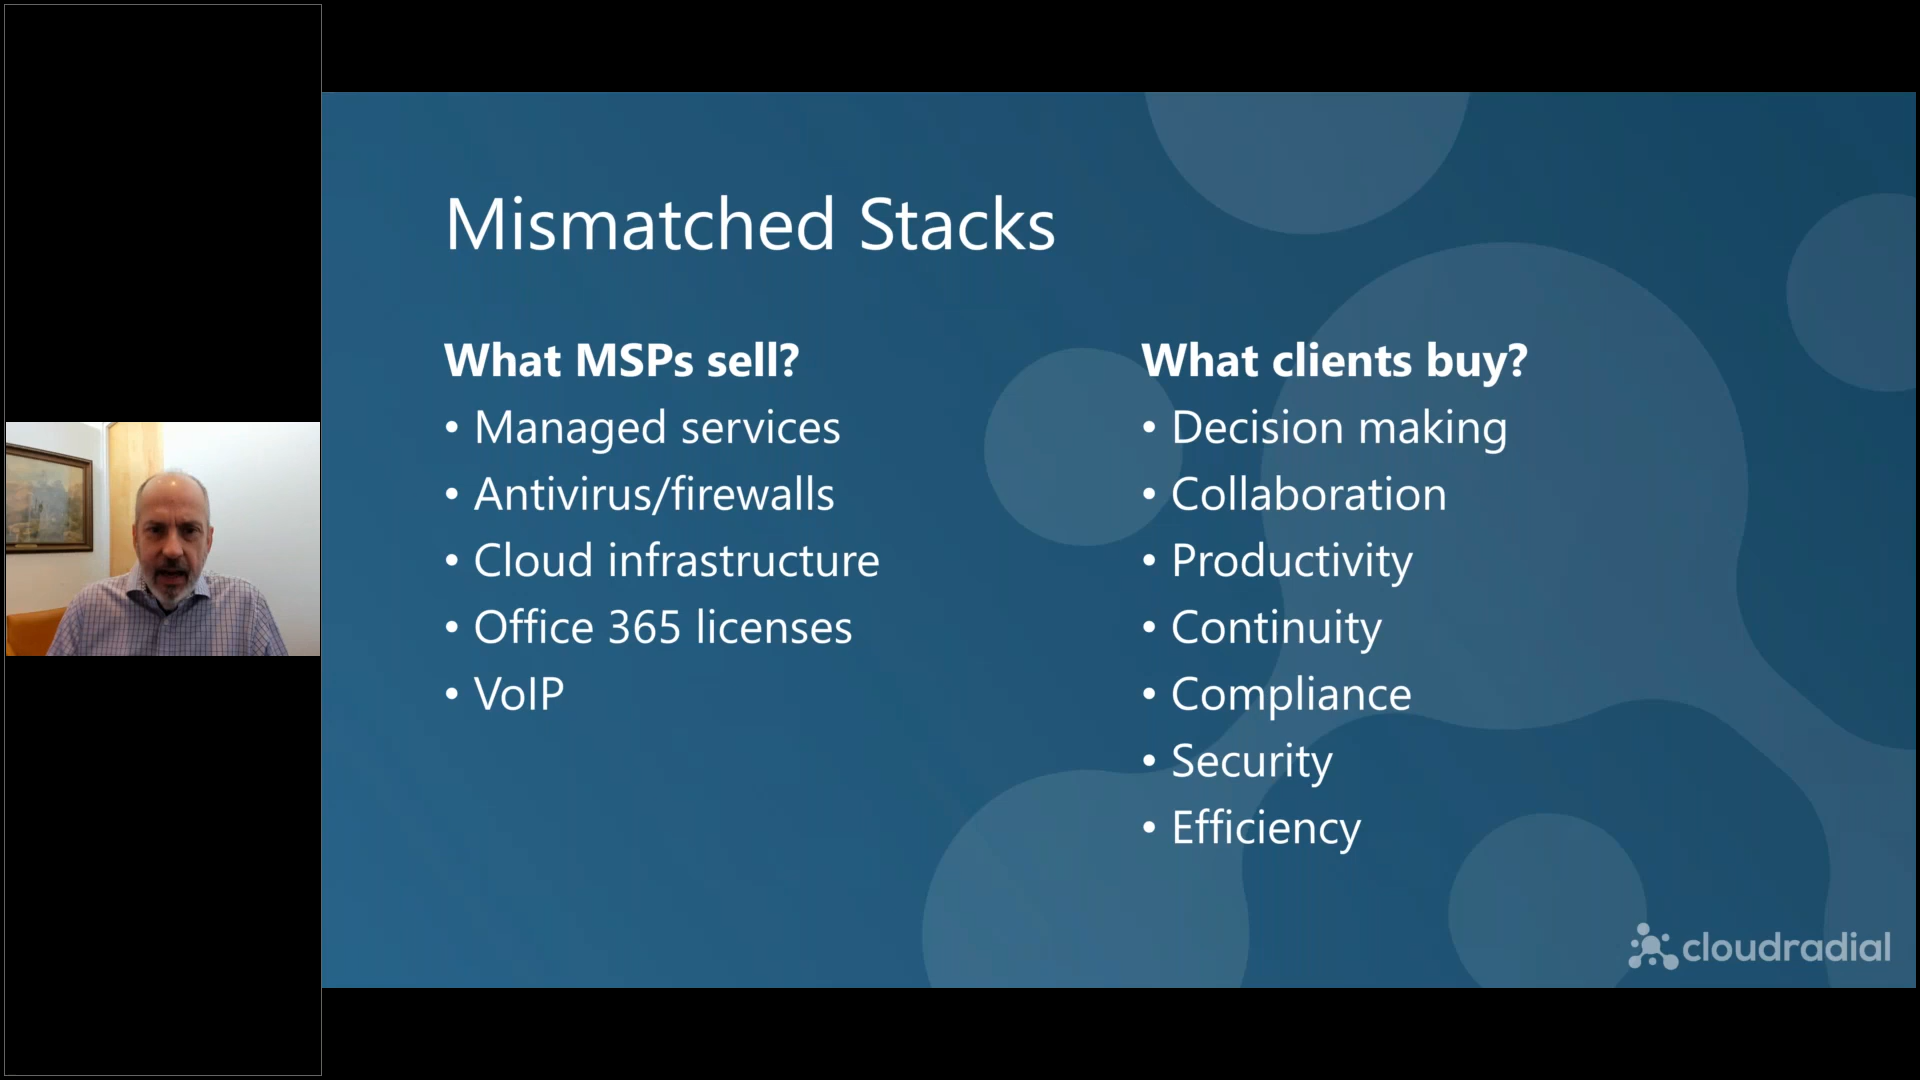 Mismatched Stacks
What MSPs sell?
• Managed services
• Antivirus/firewalls
• Cloud infrastructure
• Office 365 licenses
• VoIP
What clients buy?
• Decision making
• Collaboration
• Productivity
• Continuity
• Compliance
• Security
• Efficiency
cloudradial